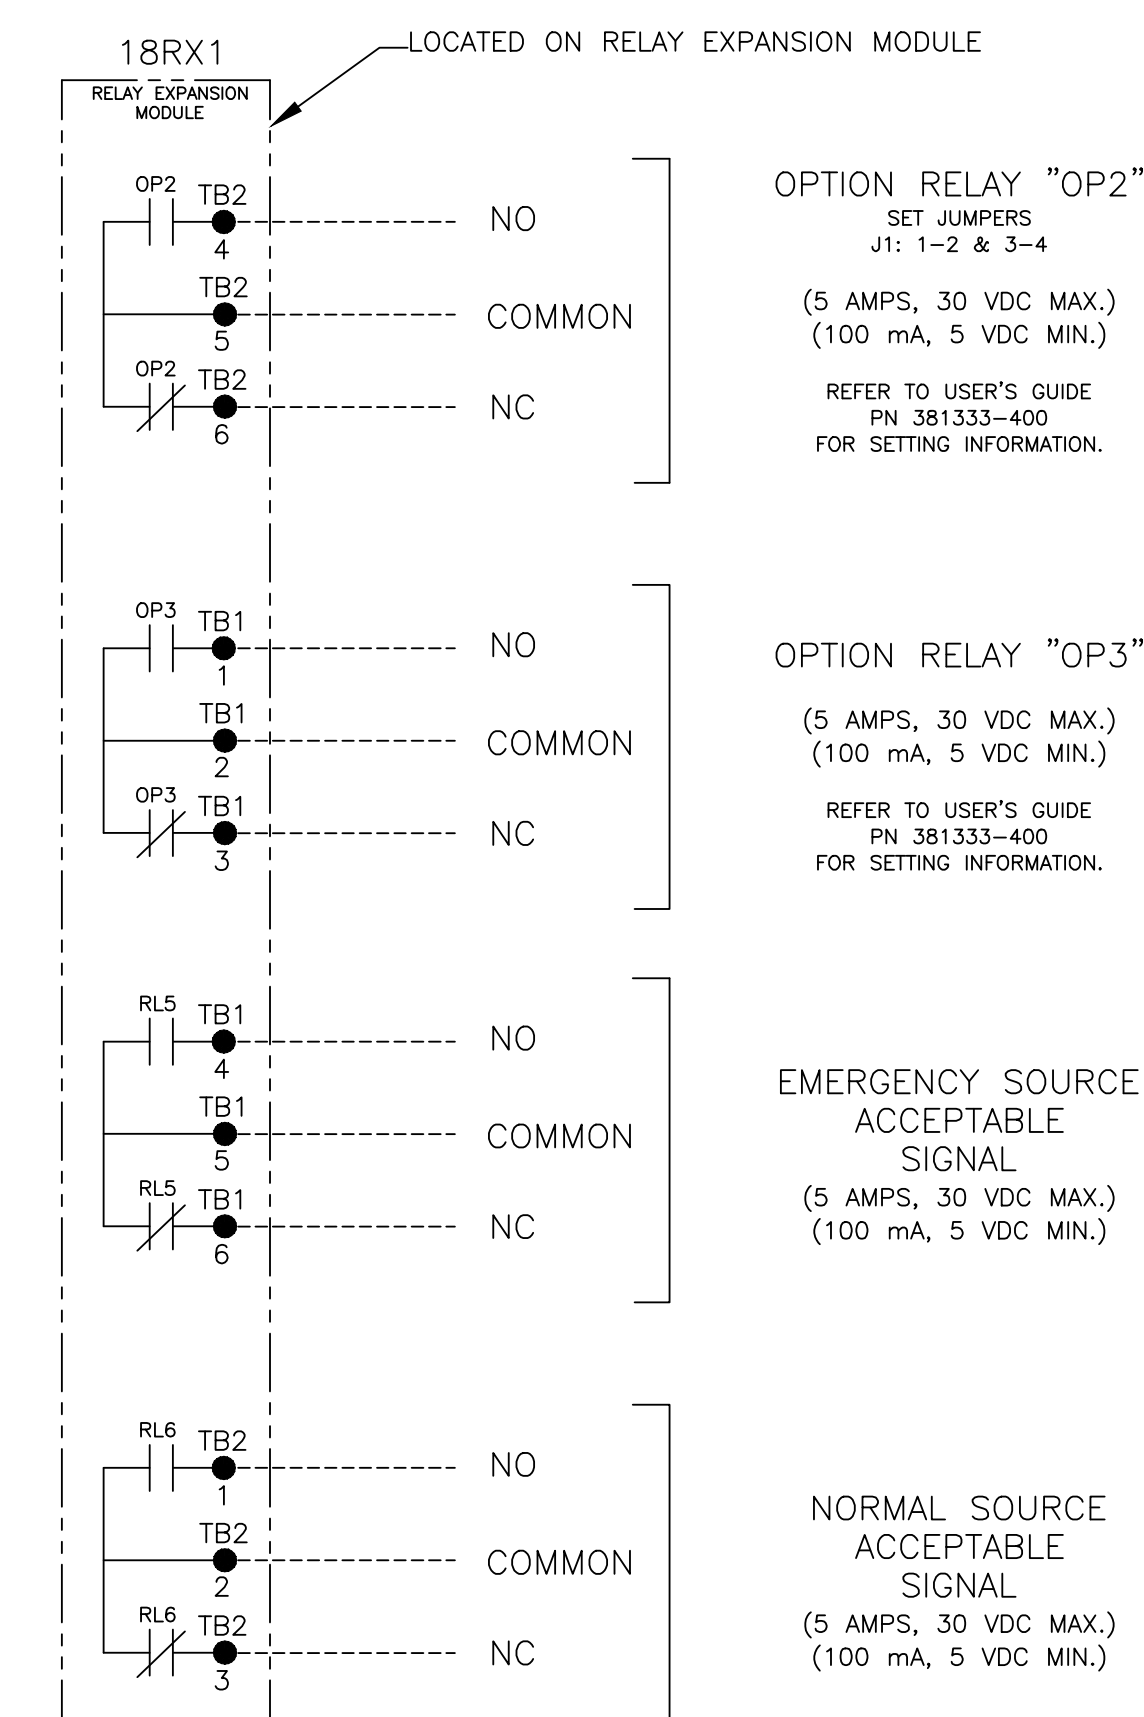 18RX1
LOCATED ON RELAY EXPANSION MODULE
RELAY EXPANSION
MODULE
OP2
TB2
4
NO
TB2
5
COMMON
OP2
TB2
6
NC
OPTION RELAY "OP2"
SET JUMPERS
J1: 1-2 & 3-4
(5 AMPS, 30 VDC MAX.)
(100 mA, 5 VDC MIN.)
REFER TO USER'S GUIDE
PN 381333-400
FOR SETTING INFORMATION.
OP3
TB1
1
NO
TB1
2
COMMON
OP3
TB1
3
NC
OPTION RELAY "OP3"
(5 AMPS, 30 VDC MAX.)
(100 mA, 5 VDC MIN.)
REFER TO USER'S GUIDE
PN 381333-400
FOR SETTING INFORMATION.
RL5
TB1
4
NO
TB1
5
COMMON
RL5
TB1
6
NC
EMERGENCY SOURCE
ACCEPTABLE
SIGNAL
(5 AMPS, 30 VDC MAX.)
(100 mA, 5 VDC MIN.)
RL6
TB2
1
NO
TB2
2
COMMON
RL6
TB2
3
NC
NORMAL SOURCE
ACCEPTABLE
SIGNAL
(5 AMPS, 30 VDC MAX.)
(100 mA, 5 VDC MIN.)